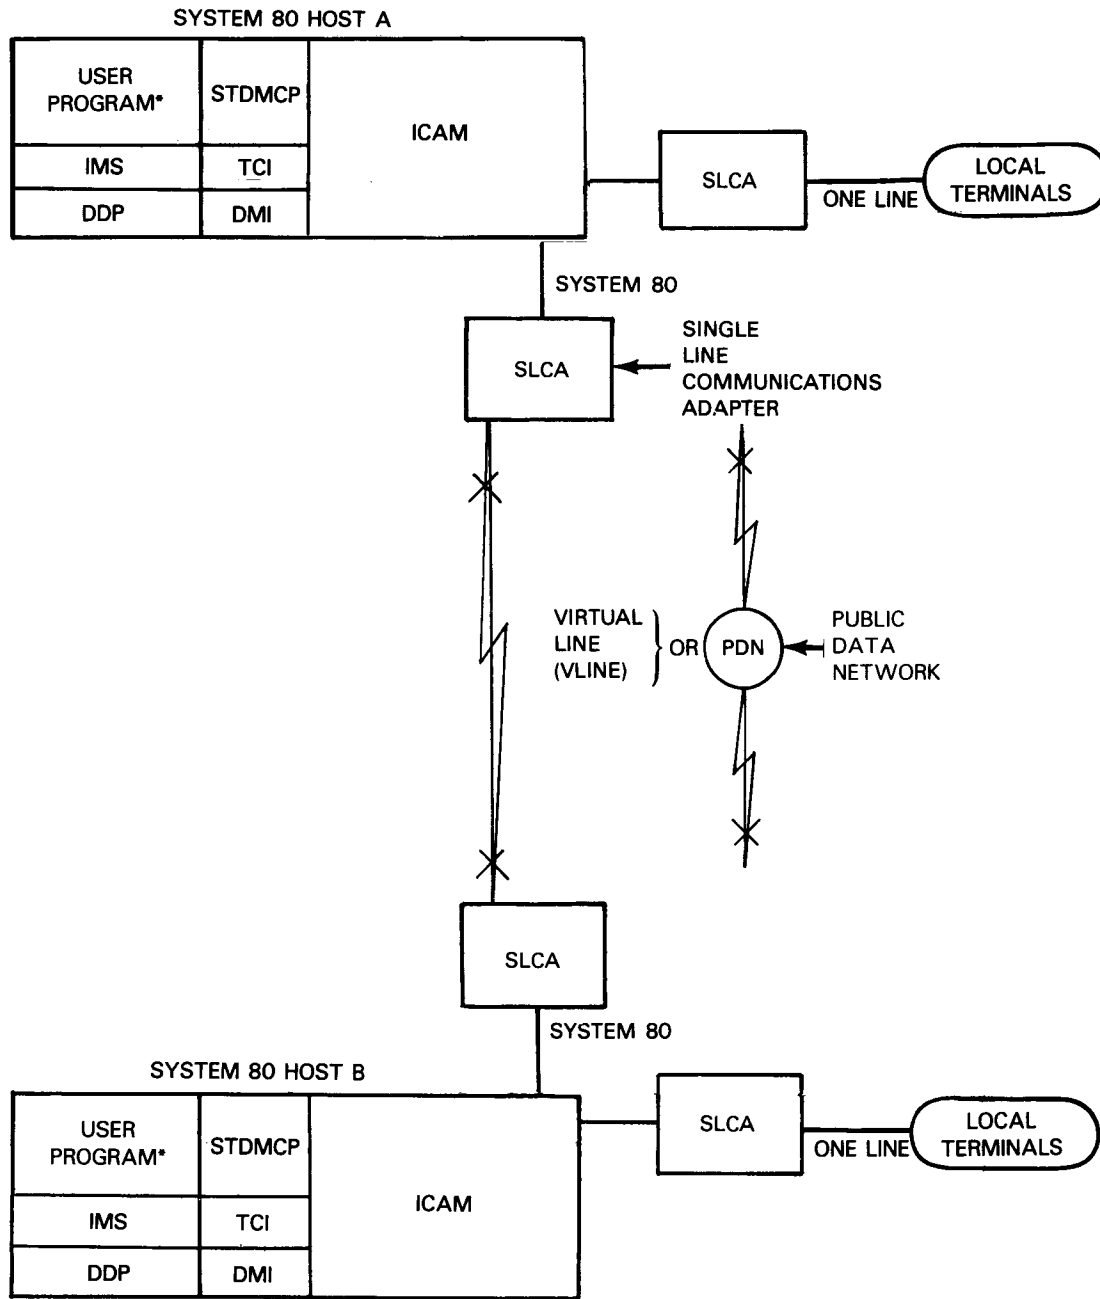 SYSTEM 80 HOST A
USER
PROGRAM*
STDMCP
ICAM
IMS
TCI
DDP
DMI
SLCA
ONE LINE
LOCAL
TERMINALS
SYSTEM 80
SLCA
SINGLE
LINE
COMMUNICATIONS
ADAPTER
VIRTUAL
LINE
(VLINE)
OR
PDN
PUBLIC
DATA
NETWORK
SLCA
SYSTEM 80
SYSTEM 80 HOST B
USER
PROGRAM*
STDMCP
ICAM
IMS
TCI
DDP
DMI
SLCA
ONE LINE
LOCAL
TERMINALS